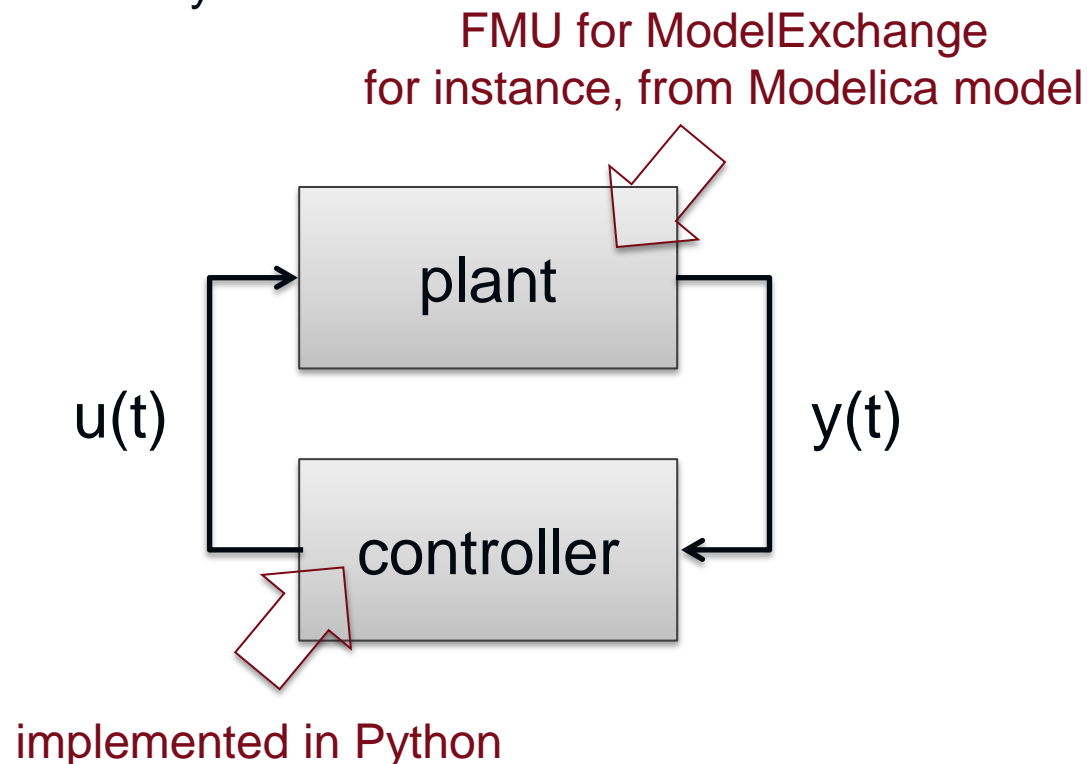 FMU for ModelExchange
for instance, from Modelica model
plant
u(t)
y(t)
controller
implemented in Python